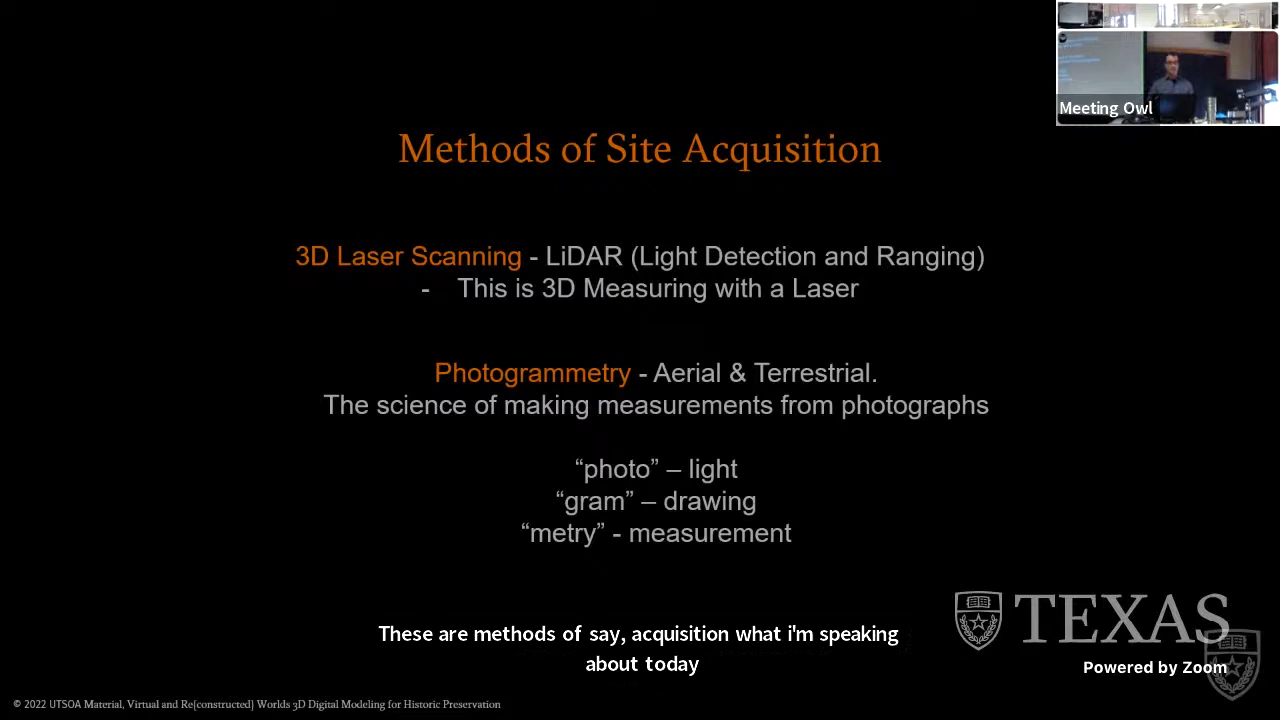 Meeting Owl
Methods of Site Acquisition
3D Laser Scanning - LiDAR (Light Detection and Ranging)
- This is 3D Measuring with a Laser
Photogrammetry - Aerial & Terrestrial.
The science of making measurements from photographs
“photo” – light
“gram” – drawing
“metry” - measurement
These are methods of say, acquisition what i'm speaking
about today
TEXAS
Powered by Zoom
© 2022 UTSOA Material, Virtual and Re[constructed] Worlds 3D Digital Modeling for Historic Preservation